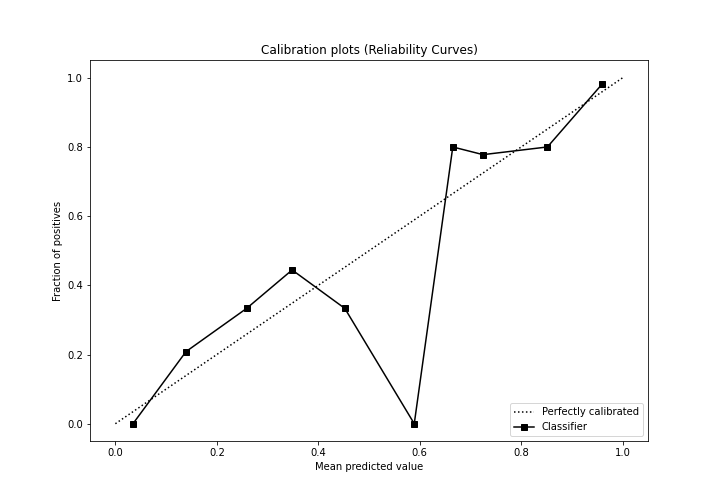 Calibration plots (Reliability Curves)
1.0
0.8
0.6
0.4
0.2
0.0
Fraction of positives
0.0 0.2 0.4 0.6 0.8 1.0
Mean predicted value
Perfectly calibrated
Classifier